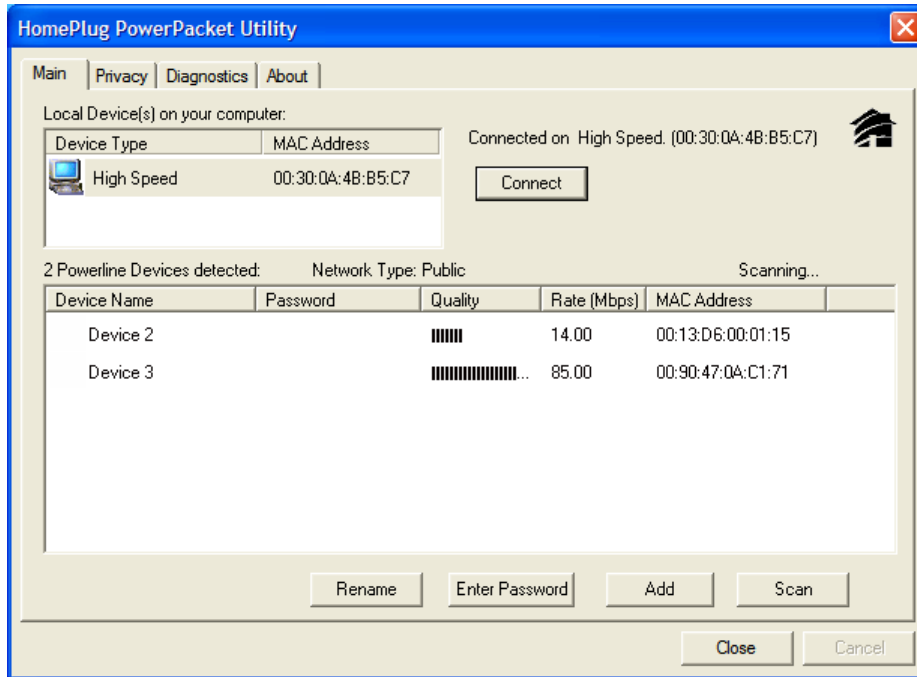 HomePlug PowerPacket Utility
Main Privacy Diagnostics About
Local Device(s) on your computer:
Device Type MAC Address
High Speed 00:30:0A:4B:B5:C7
Connected on High Speed. (00:30:0A:4B:B5:C7)
Connect
2 Powerline Devices detected: Network Type: Public Scanning...
Device Name Password Quality Rate (Mbps) MAC Address
Device 2 14.00 00:13:D6:00:01:15
Device 3 ... 85.00 00:90:47:0A:C1:71
Rename Enter Password Add Scan
Close Cancel